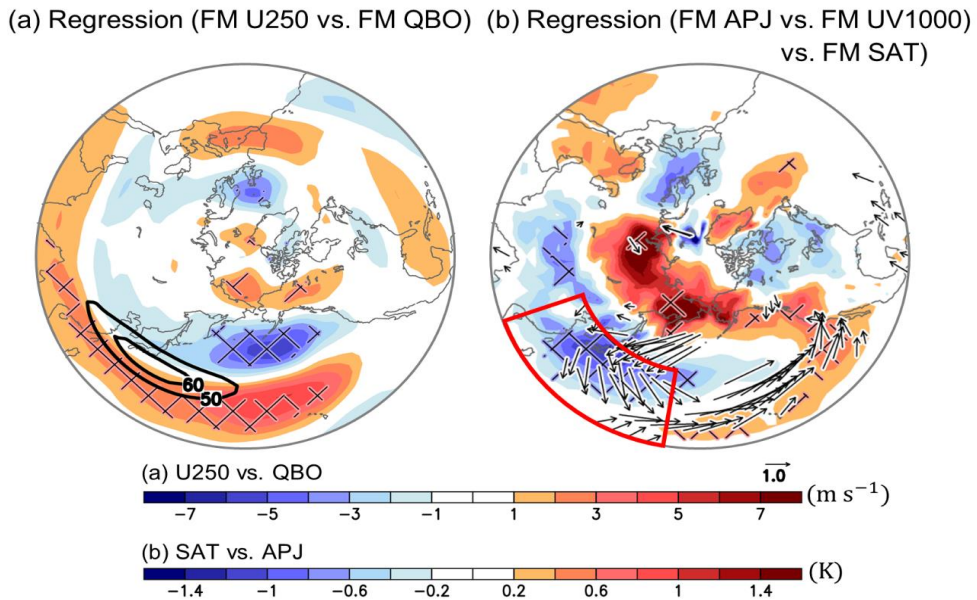 (a) Regression (FM U250 vs. FM QBO)
(b) Regression (FM APJ vs. FM UV1000)
vs. FM SAT)
60
50
1.0
(a) U250 vs. QBO
(m s⁻¹)
−7 −5 −3 −1 1 3 5 7
(b) SAT vs. APJ
(K)
−1.4 −1 −0.6 −0.2 0.2 0.6 1 1.4